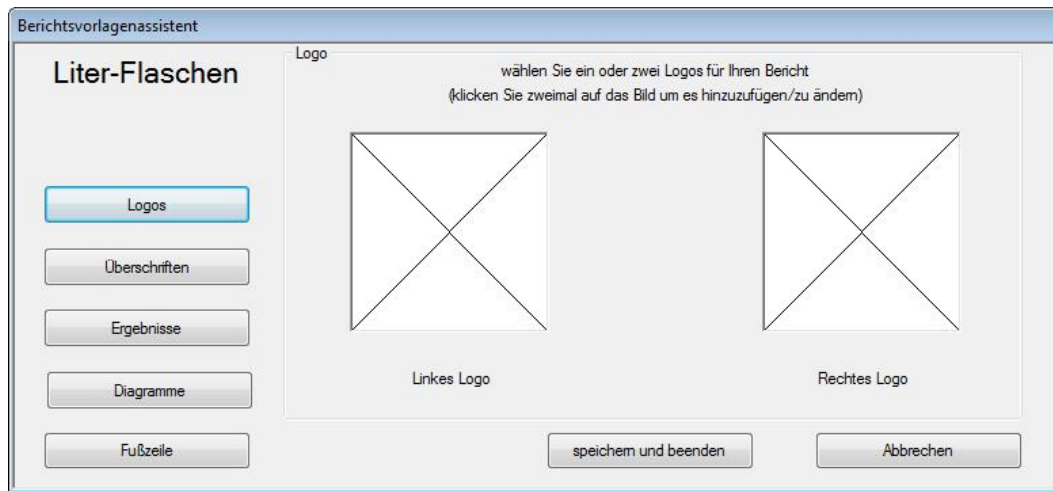 Berichtsvorlagenassistent
Liter-Flaschen
Logo
wählen Sie ein oder zwei Logos für Ihren Bericht
(klicken Sie zweimal auf das Bild um es hinzuzufügen/zu ändern)
Logos
Überschriften
Ergebnisse
Diagramme
Fußzeile
Linkes Logo
Rechtes Logo
speichern und beenden
Abbrechen